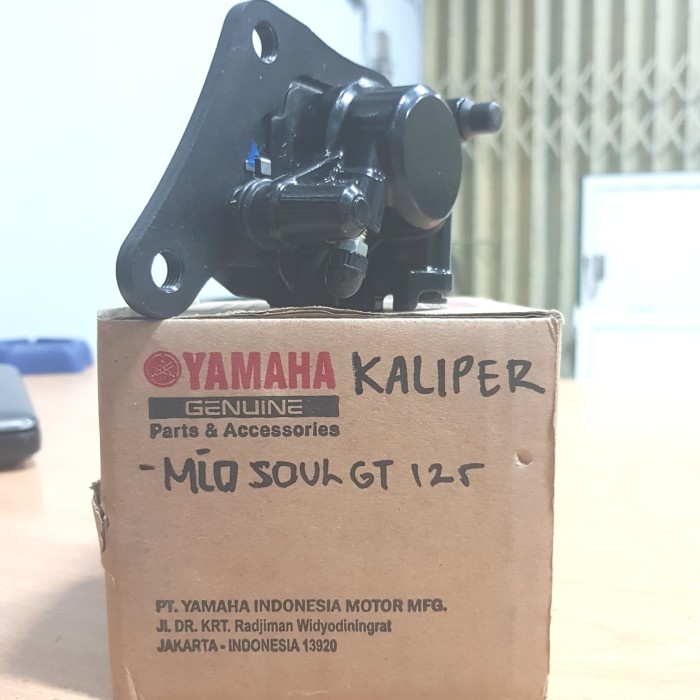 YAMAHA KALIPER
GENUINE
Parts & Accessories
- MIO SOUL GT 125
PT. YAMAHA INDONESIA MOTOR MFG.
Jl. DR. KRT. Radjiman Widyodiningrat
JAKARTA - INDONESIA 13920